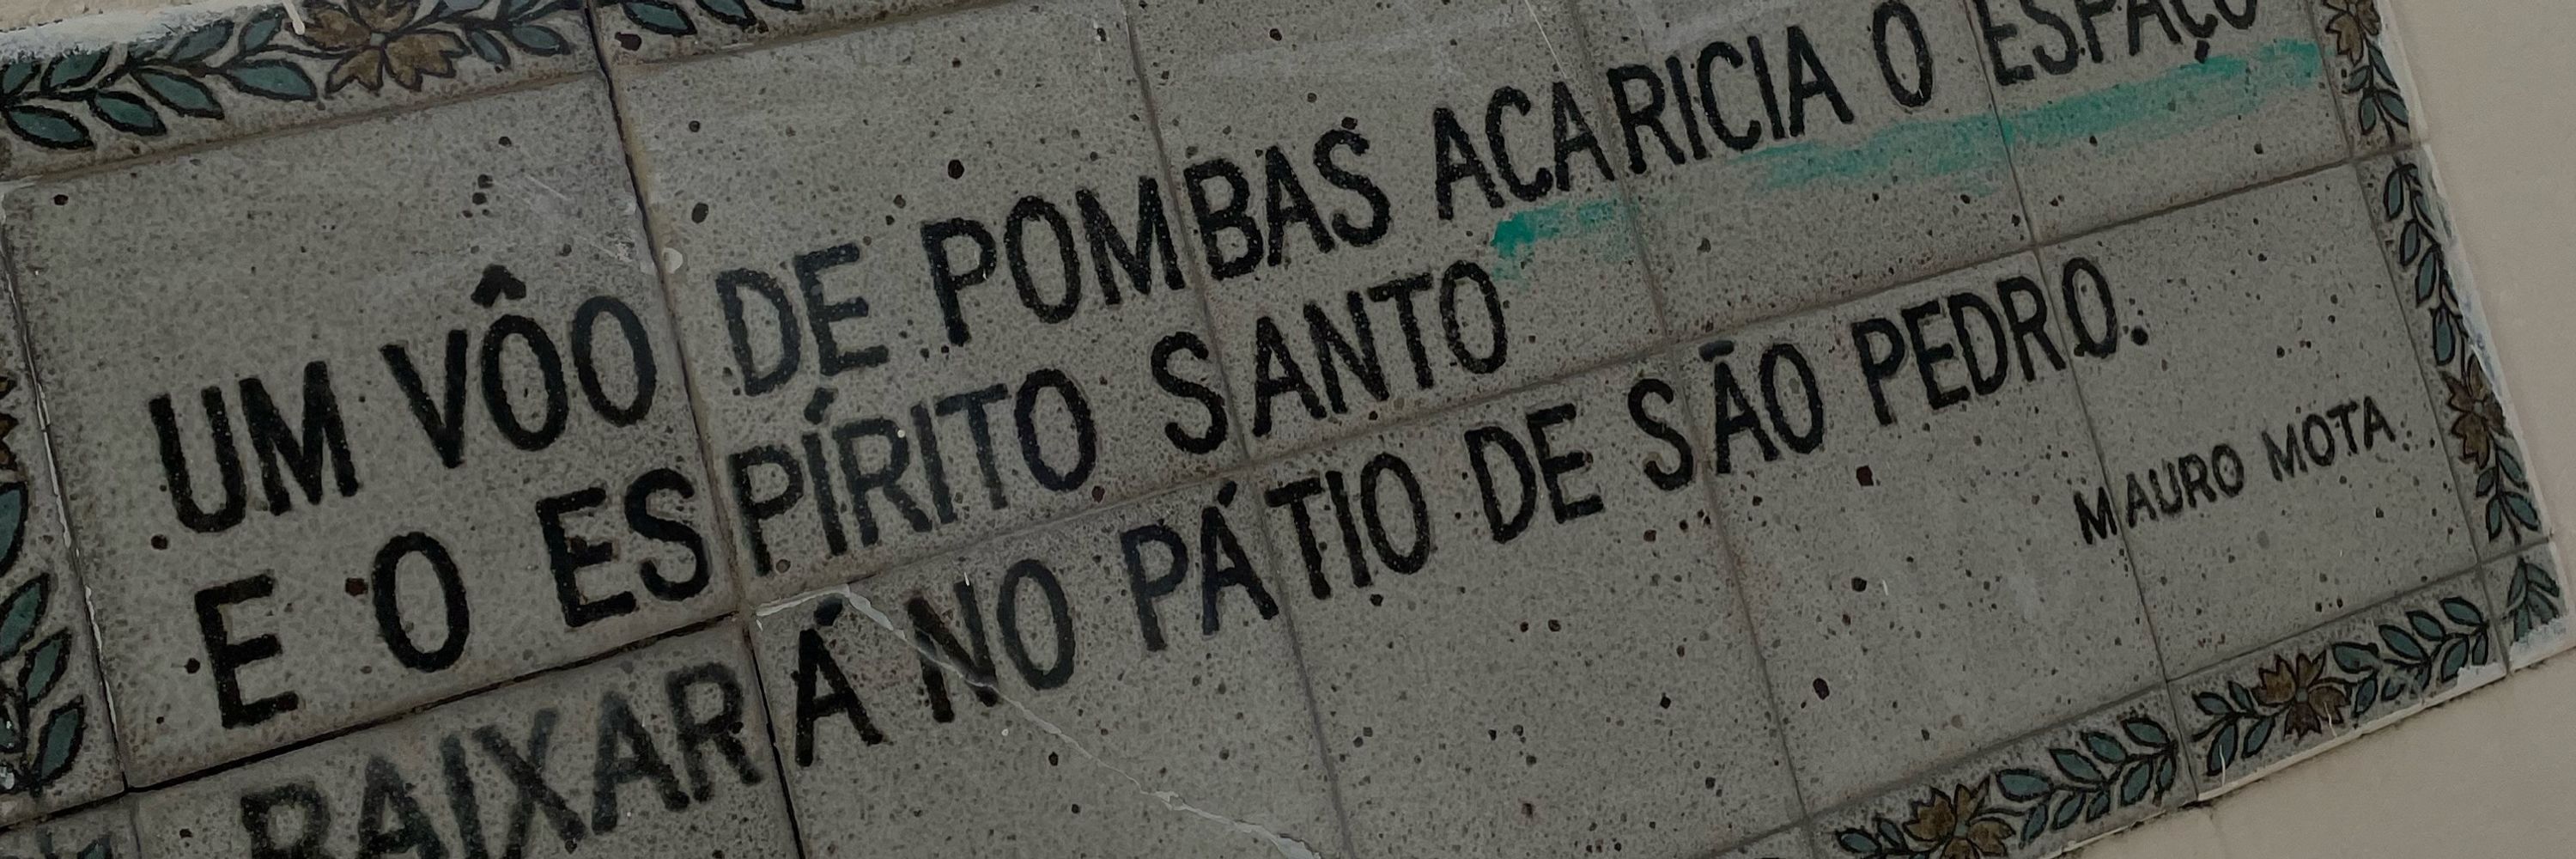 UM VÔO DE POMBAS ACARICIA O ESPAÇO
E O ESPÍRITO SANTO
BAIXARÁ NO PÁTIO DE SÃO PEDRO.
MAURO MOTA.